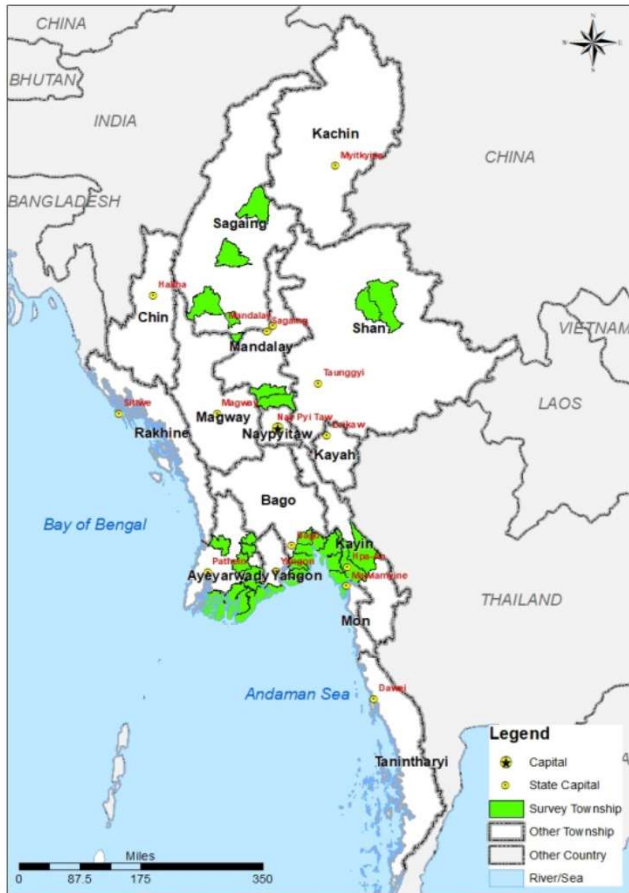 CHINA
BHUTAN
INDIA
Kachin
Myitkyina
CHINA
BANGLADESH
Sagaing
Hakha
Chin
Mandalay
Sagaing
Mandalay
Shan
VIETNAM
Taunggyi
LAOS
Sittwe
Magway
Magway
Nay Pyi Taw
Rakhine
Naypyitaw
Loikaw
Kayah
Bago
Bay of Bengal
Bago
Kayin
Hpa-An
Pathein
Yangon
Ayeyarwady
Yangon
Mawlamyine
THAILAND
Mon
Andaman Sea
Dawei
Tanintharyi
Legend
Capital
State Capital
Survey Township
Other Township
Other Country
River/Sea
Miles
0 87.5 175 350